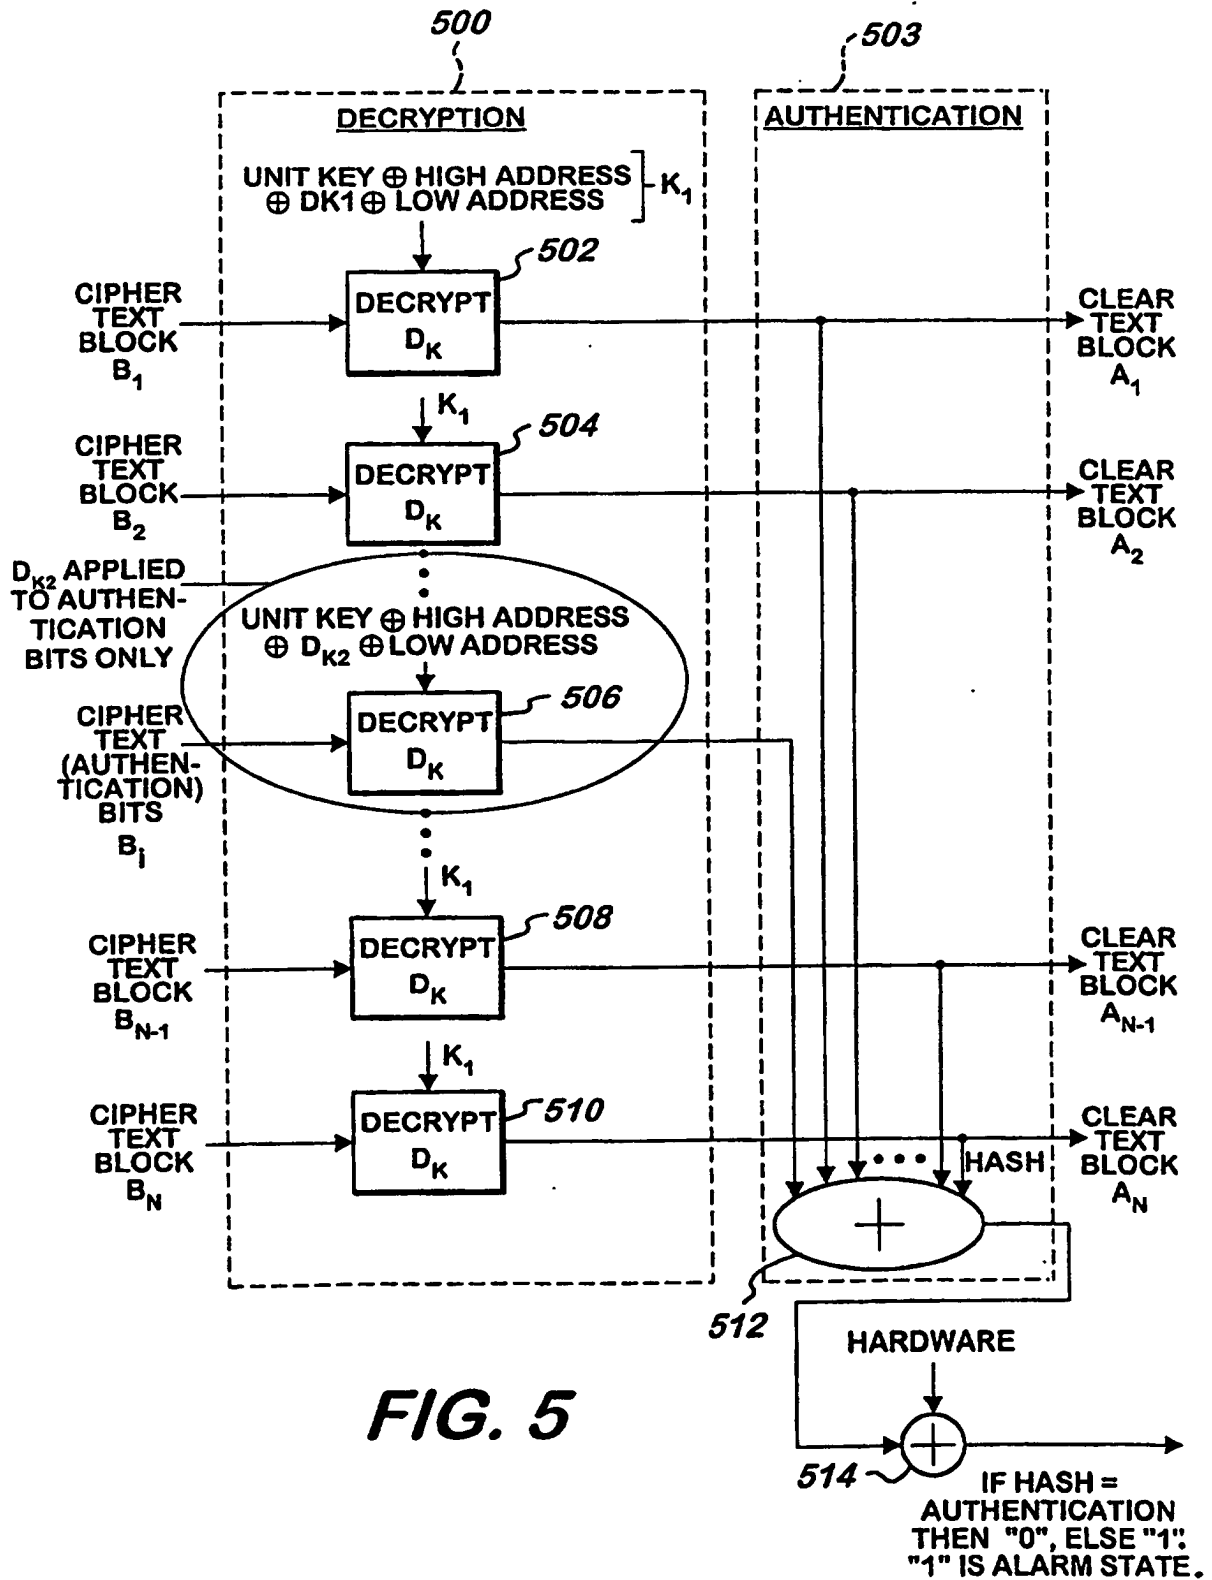 500
503
DECRYPTION
AUTHENTICATION
UNIT KEY ⊕ HIGH ADDRESS
⊕ DK1 ⊕ LOW ADDRESS
K1
502
CIPHER
TEXT
BLOCK
B1
DECRYPT
DK
CLEAR
TEXT
BLOCK
A1
K1
504
CIPHER
TEXT
BLOCK
B2
DECRYPT
DK
CLEAR
TEXT
BLOCK
A2
DK2 APPLIED
TO AUTHEN-
TICATION
BITS ONLY
UNIT KEY ⊕ HIGH ADDRESS
⊕ DK2 ⊕ LOW ADDRESS
506
CIPHER
TEXT
(AUTHEN-
TICATION)
BITS
Bi
DECRYPT
DK
K1
508
CIPHER
TEXT
BLOCK
BN-1
DECRYPT
DK
CLEAR
TEXT
BLOCK
AN-1
K1
510
CIPHER
TEXT
BLOCK
BN
DECRYPT
DK
HASH
CLEAR
TEXT
BLOCK
AN
512
HARDWARE
514
IF HASH =
AUTHENTICATION
THEN "0", ELSE "1".
"1" IS ALARM STATE.
FIG. 5